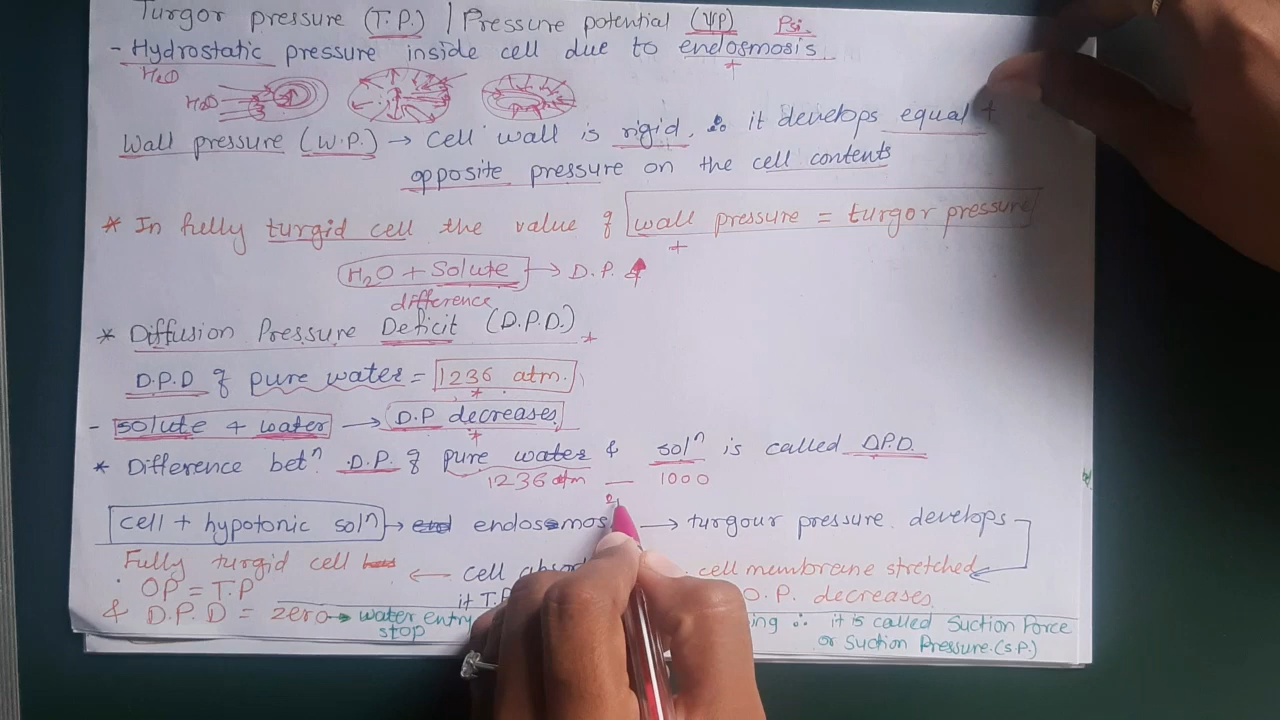 Turgor pressure (T.P.) | Pressure potential (Ψp) Psi.
- Hydrostatic pressure inside cell due to endosmosis.
H2O
H2O
Wall pressure (W.P.) → cell wall is rigid, ∴ it develops equal +
opposite pressure on the cell contents
* In fully turgid cell the value of wall pressure = turgor pressure
H2O + Solute → D.P. ↓
difference
* Diffusion Pressure Deficit (D.P.D.)
D.P.D of pure water = 1236 atm.
- solute + water → D.P decreases
* Difference betn. D.P. of pure water & soln is called D.P.D.
1236 atm — 1000
cell + hypotonic soln → endosmos → turgour pressure develops
Fully turgid cell ← cell cell membrane stretched
OP = T.P it T.P O.P. decreases
& D.P.D = zero → water entry ∴ it is called Suction Force
stop or Suction Pressure. (S.P.)